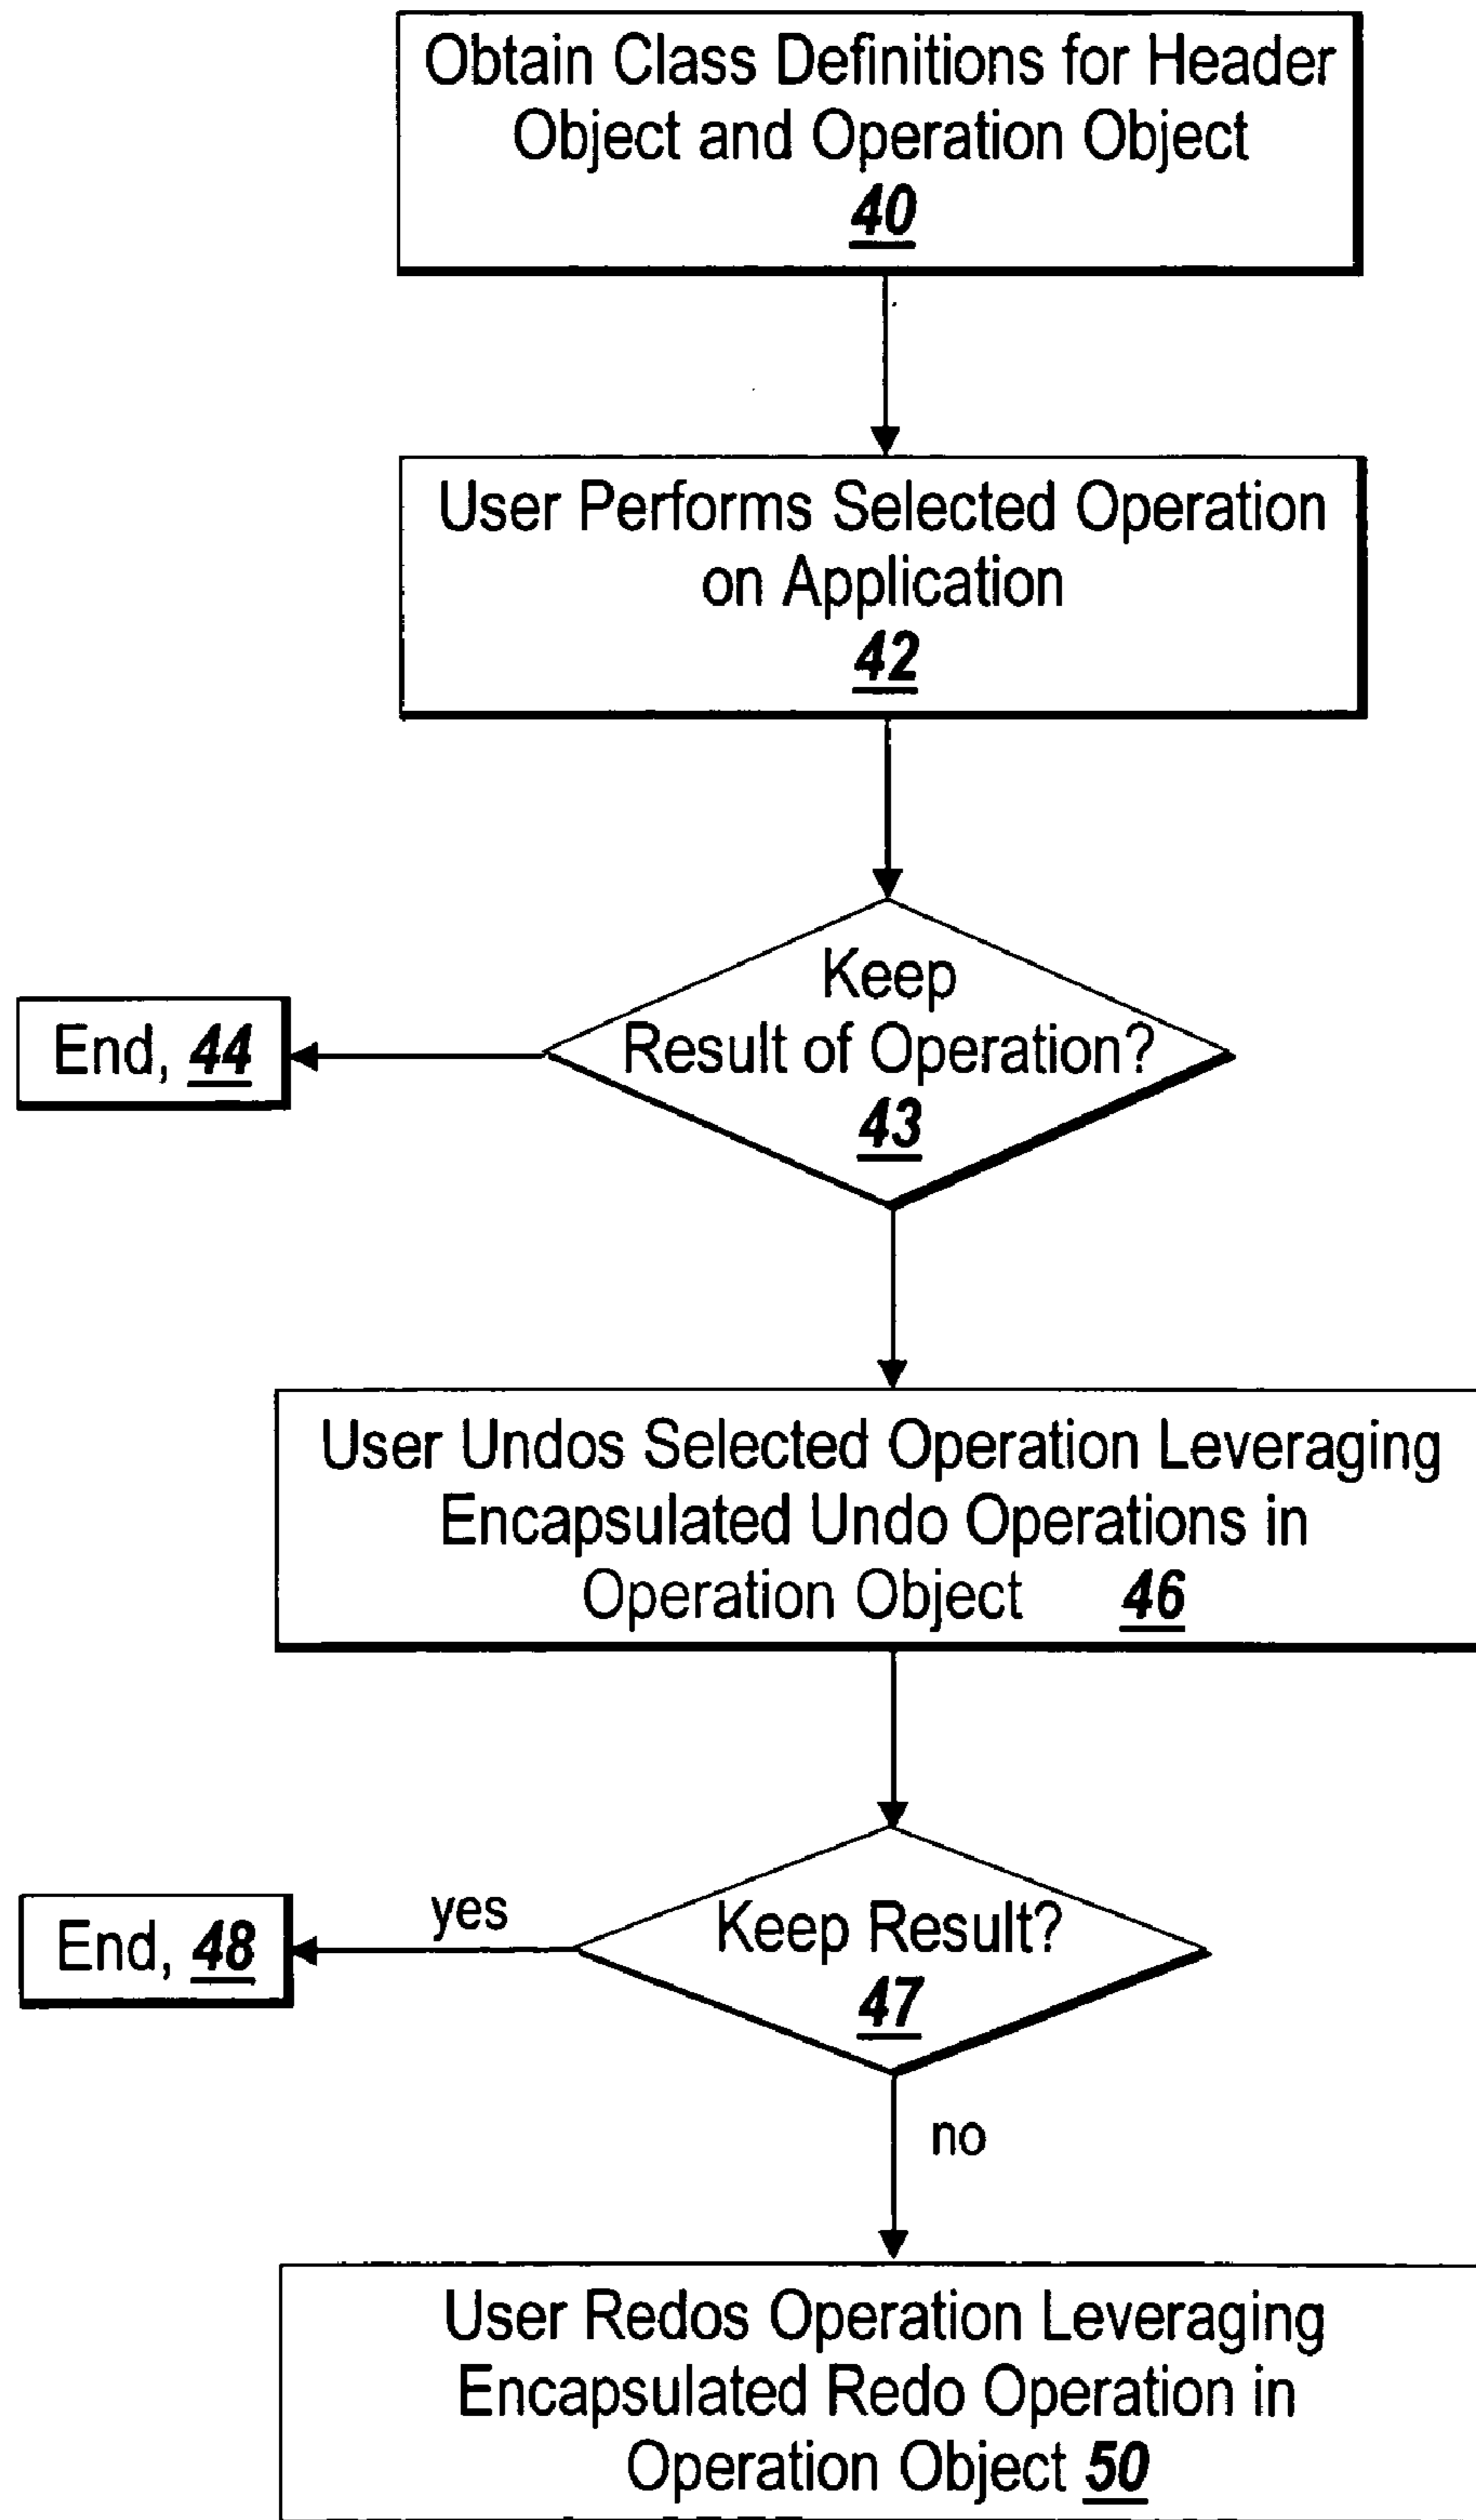 Obtain Class Definitions for Header
Object and Operation Object
40
User Performs Selected Operation
on Application
42
Keep
Result of Operation?
43
End, 44
User Undos Selected Operation Leveraging
Encapsulated Undo Operations in
Operation Object 46
Keep Result?
47
yes
End, 48
no
User Redos Operation Leveraging
Encapsulated Redo Operation in
Operation Object 50